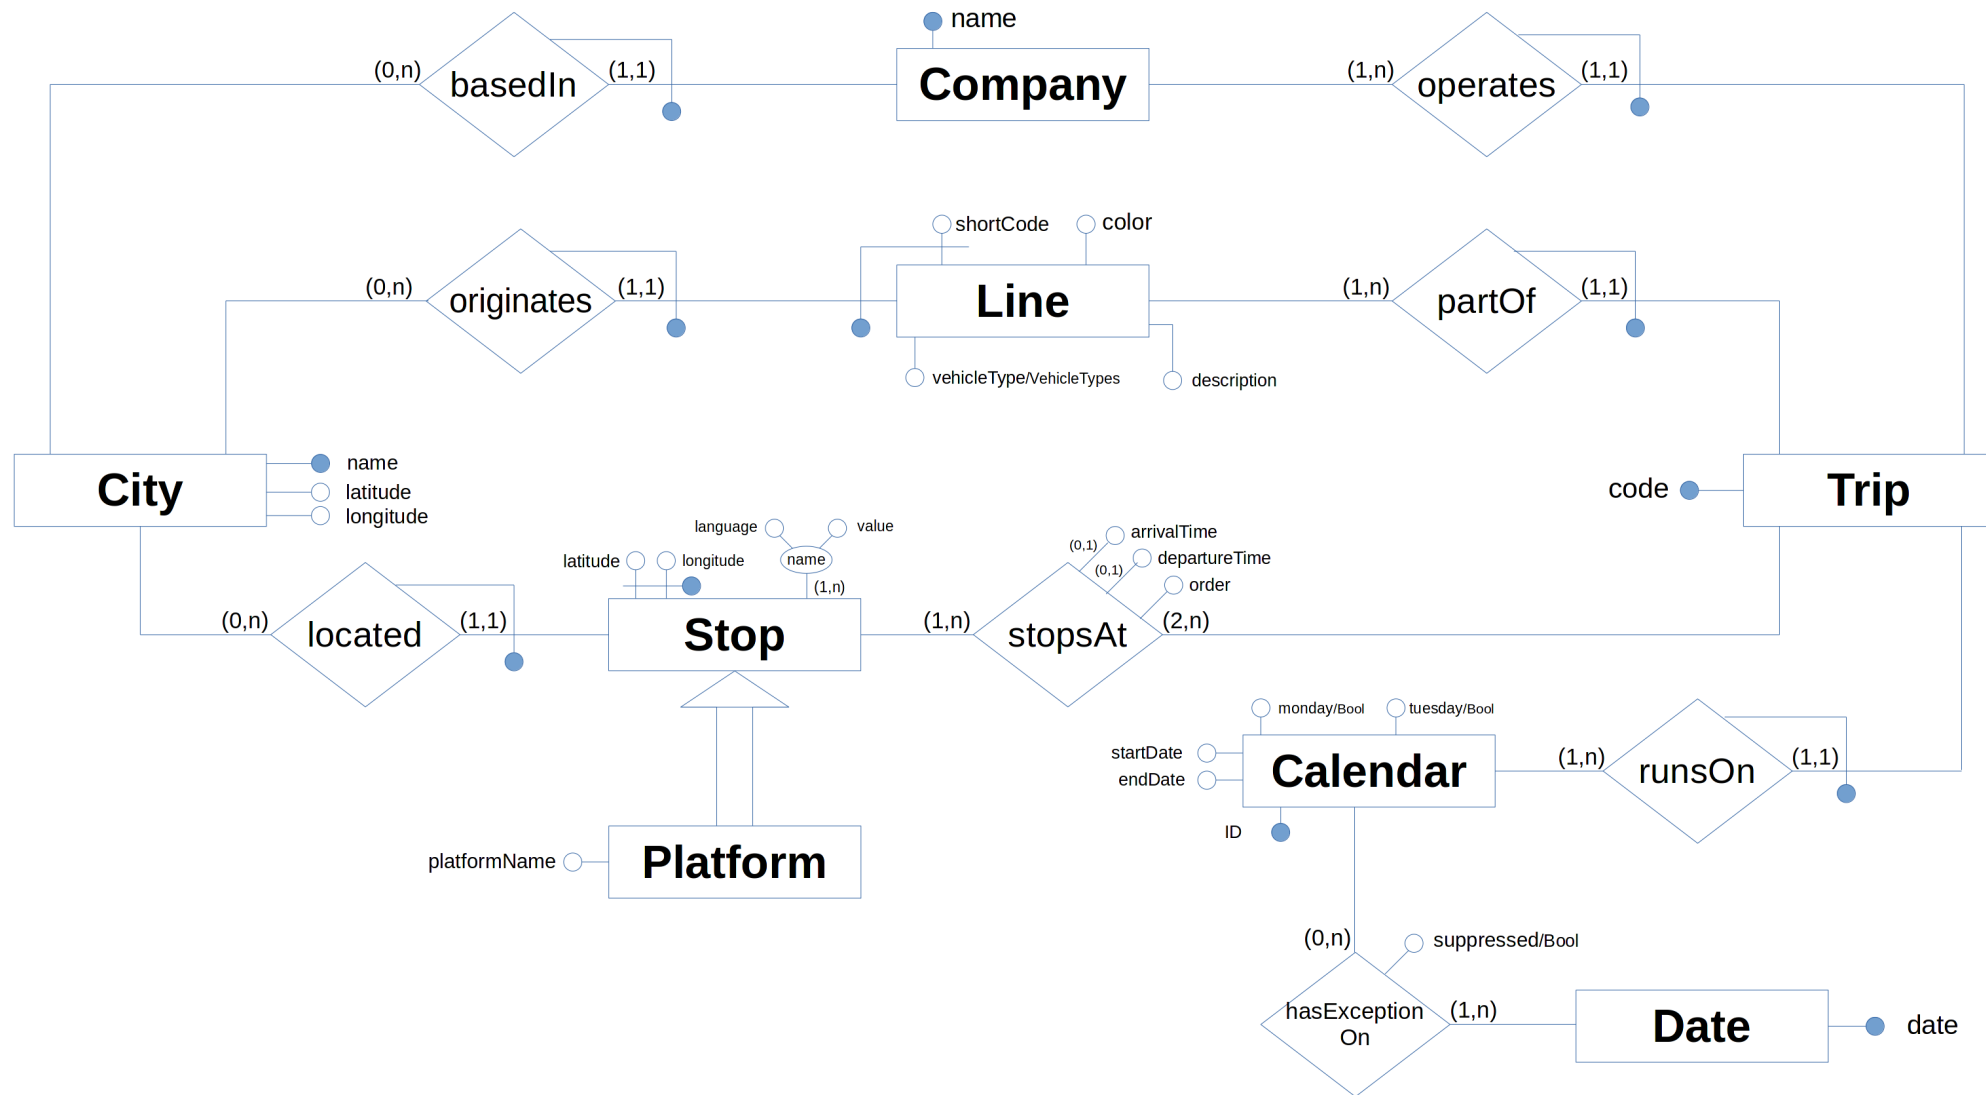 name
(0,n)
basedIn
(1,1)
Company
(1,n)
operates
(1,1)
shortCode
color
(0,n)
originates
(1,1)
Line
(1,n)
partOf
(1,1)
vehicleType/VehicleTypes
description
City
name
latitude
longitude
code
Trip
language
value
latitude
longitude
name
(1,n)
(0,1)
arrivalTime
(0,1)
departureTime
order
(0,n)
located
(1,1)
Stop
(1,n)
stopsAt
(2,n)
monday/Bool
tuesday/Bool
startDate
endDate
Calendar
(1,n)
runsOn
(1,1)
ID
platformName
Platform
(0,n)
suppressed/Bool
hasException
On
(1,n)
Date
date